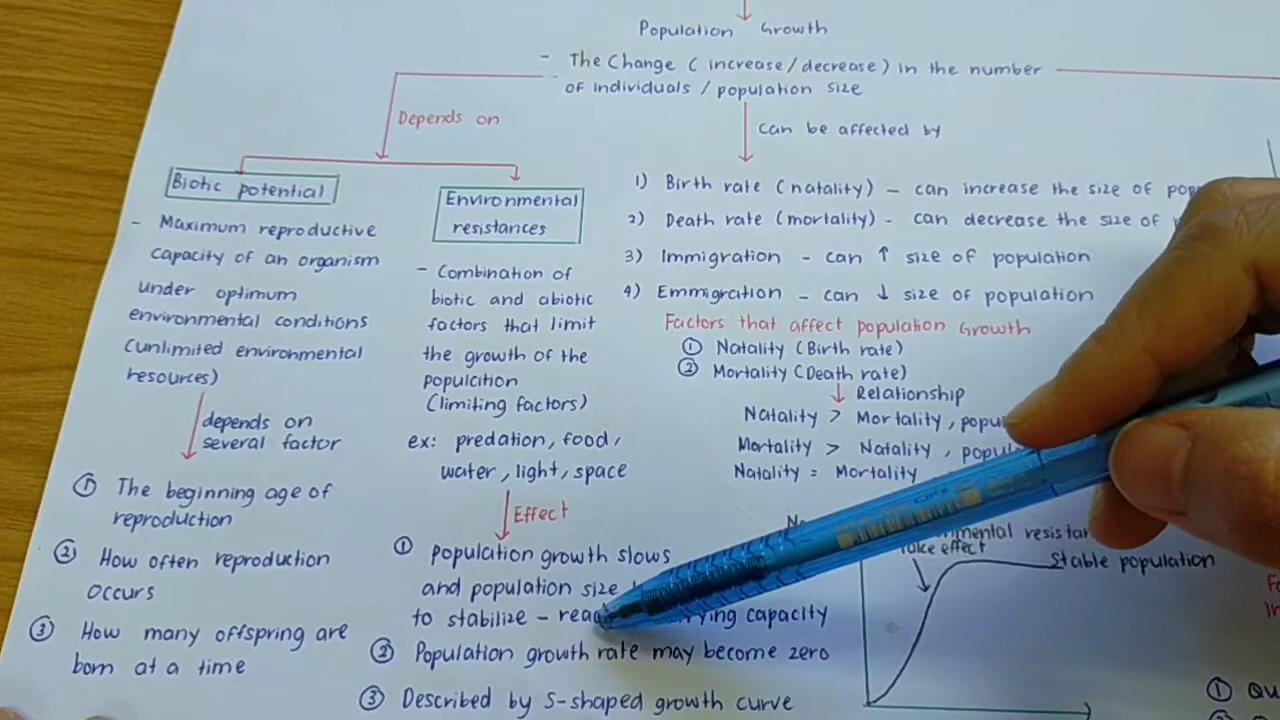 Population Growth
- The Change (increase/decrease) in the number
of individuals / population size
Depends on
can be affected by
Biotic potential
- Maximum reproductive
capacity of an organism
under optimum
environmental conditions
(unlimited environmental
resources)
depends on
several factor
① The beginning age of
reproduction
② How often reproduction
occurs
③ How many offspring are
born at a time
Environmental
resistances
- Combination of
biotic and abiotic
factors that limit
the growth of the
population
(limiting factors)
ex: predation, food,
water, light, space
Effect
① population growth slows
and population size
to stabilize - capacity
② Population growth rate may become zero
③ Described by S-shaped growth curve
1) Birth rate (natality) - can increase the size of
2) Death rate (mortality) - can decrease the size of
3) Immigration - can ↑ size of population
4) Emmigration - can ↓ size of population
Factors that affect population Growth
① Natality (Birth rate)
② Mortality (Death rate)
↓ Relationship
Natality > Mortality,
Mortality > Natality,
Natality = Mortality
effect
Stable population
①